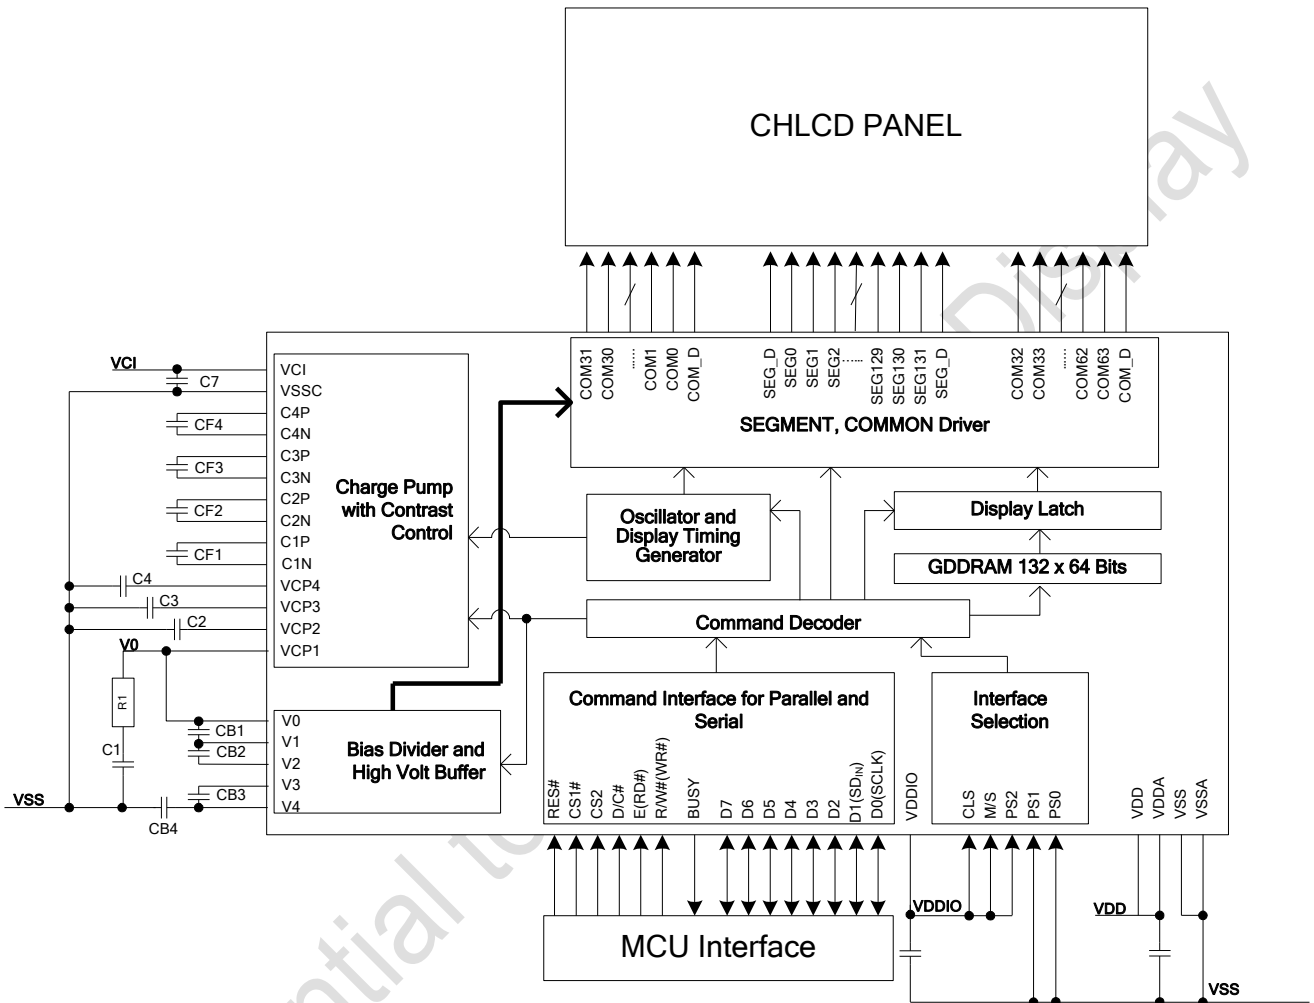 CHLCD PANEL
COM31
COM30
......
COM1
COM0
COM_D
SEG_D
SEG0
SEG1
SEG2
......
SEG129
SEG130
SEG131
SEG_D
COM32
COM33
......
COM62
COM63
COM_D
SEGMENT, COMMON Driver
VCI
C7
CF4
CF3
CF2
CF1
C4
C3
C2
V0
R1
C1
VSS
CB1
CB2
CB3
CB4
VCI
VSSC
C4P
C4N
C3P
C3N
C2P
C2N
C1P
C1N
VCP4
VCP3
VCP2
VCP1
Charge Pump
with Contrast
Control
V0
V1
V2
V3
V4
Bias Divider and
High Volt Buffer
Oscillator and
Display Timing
Generator
Display Latch
GDDRAM 132 x 64 Bits
Command Decoder
Command Interface for Parallel and
Serial
RES#
CS1#
CS2
D/C#
E(RD#)
R/W#(WR#)
BUSY
D7
D6
D5
D4
D3
D2
D1(SDIN)
D0(SCLK)
VDDIO
Interface
Selection
CLS
M/S
PS2
PS1
PS0
VDD
VDDA
VSS
VSSA
MCU Interface
VDDIO
VDD
VSS
ntial to
Display